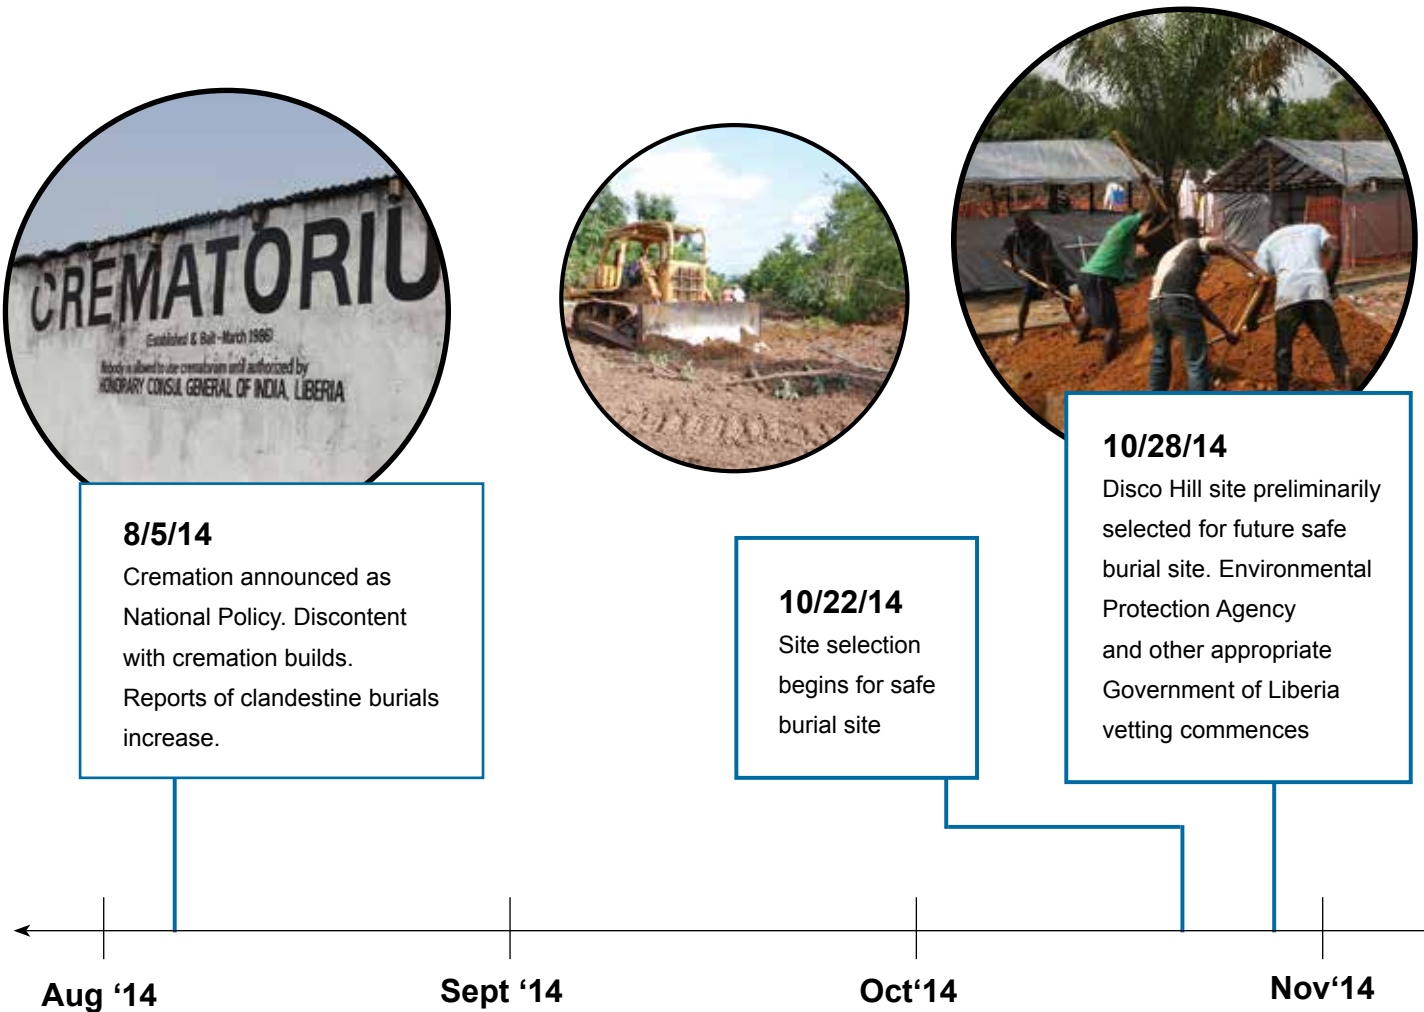 CREMATORIU
(Established & Built -March 1986)
Nobody is allowed to use crematorium until authorized by
HONORARY CONSUL GENERAL OF INDIA, LIBERIA
8/5/14
Cremation announced as
National Policy. Discontent
with cremation builds.
Reports of clandestine burials
increase.
10/22/14
Site selection
begins for safe
burial site
10/28/14
Disco Hill site preliminarily
selected for future safe
burial site. Environmental
Protection Agency
and other appropriate
Government of Liberia
vetting commences
Aug ‘14
Sept ‘14
Oct‘14
Nov‘14